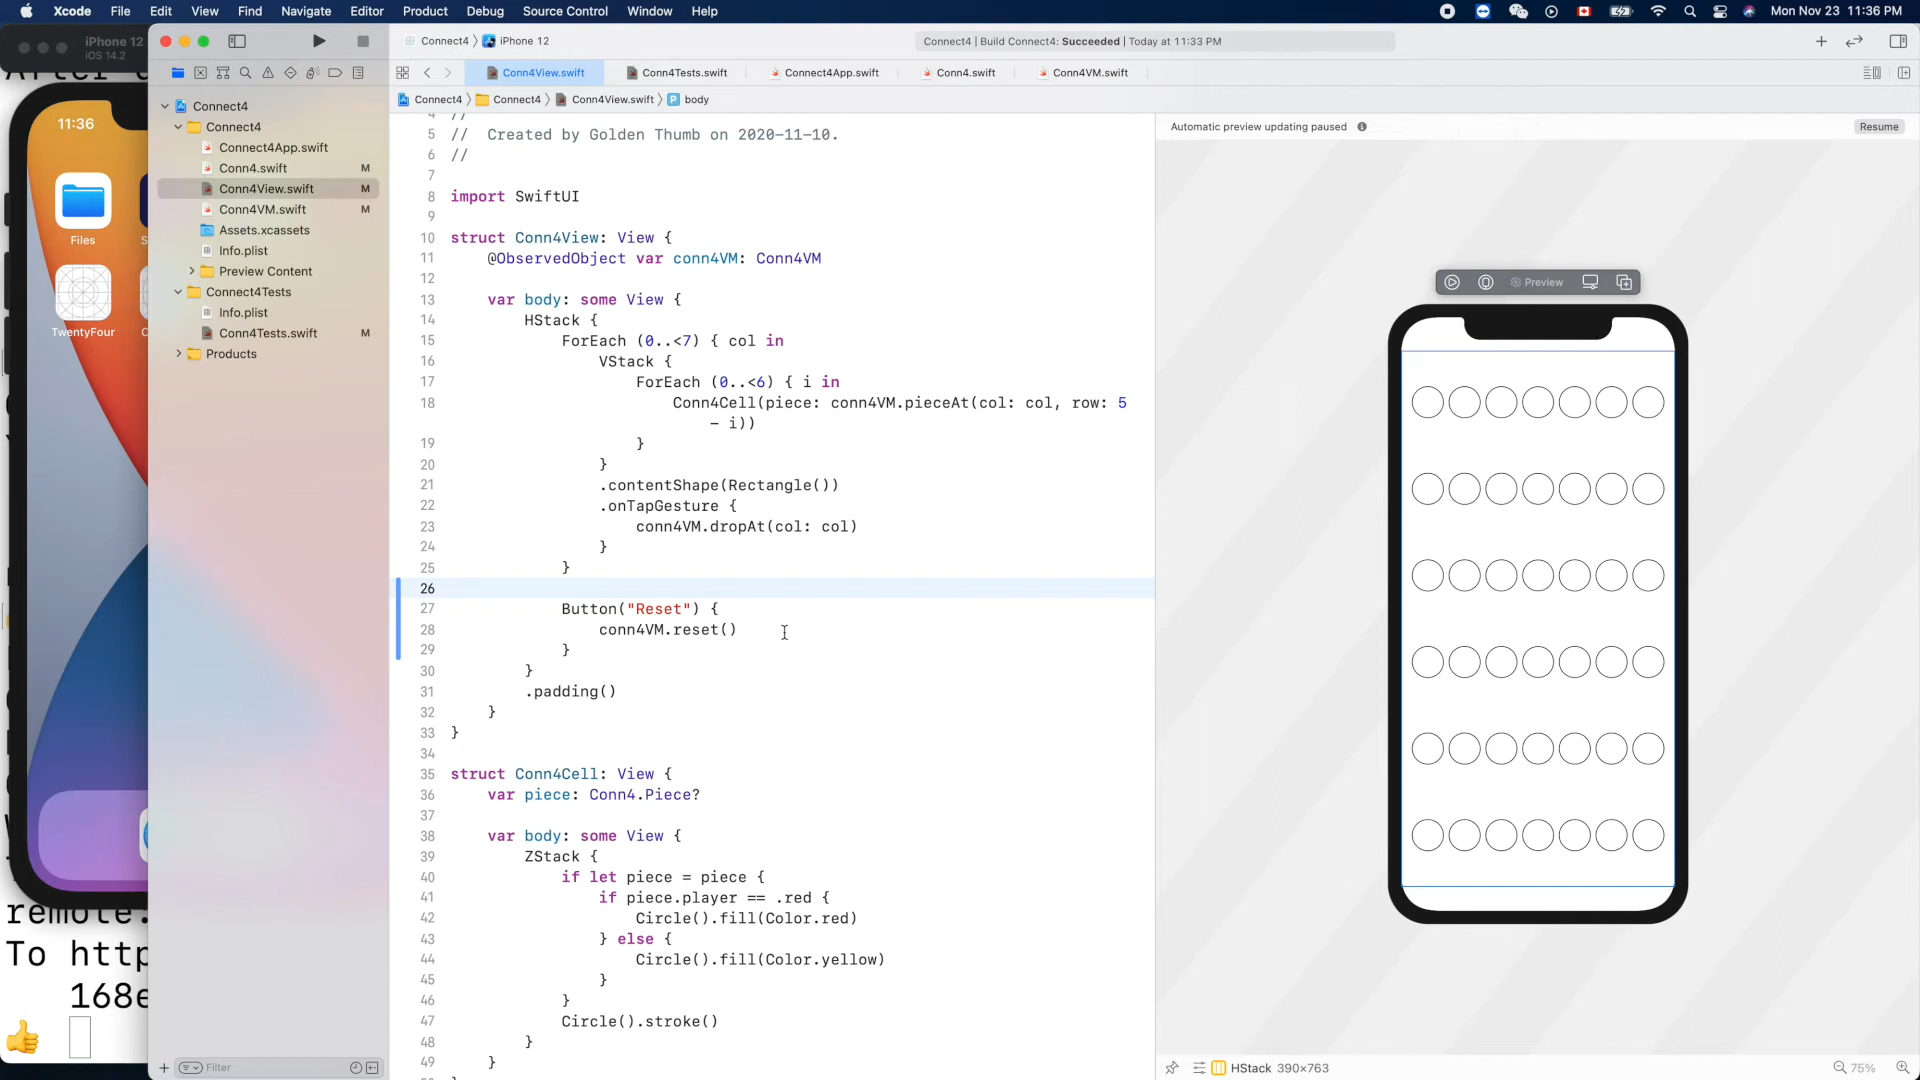 Xcode File Edit View Find Navigate Editor Product Debug Source Control Window Help
Mon Nov 23 11:36 PM
iPhone 12
iOS 14.2
Connect4 iPhone 12
Connect4 | Build Connect4: Succeeded | Today at 11:33 PM
Conn4View.swift
Conn4Tests.swift
Connect4App.swift
Conn4.swift
Conn4VM.swift
Connect4 Connect4 Conn4View.swift P body
Connect4
Connect4
Connect4App.swift
Conn4.swift M
Conn4View.swift M
Conn4VM.swift M
Assets.xcassets
Info.plist
Preview Content
Connect4Tests
Info.plist
Conn4Tests.swift M
Products
Filter
11:36
Files
TwentyFour
remote:
To http
168e
4 //
5 //  Created by Golden Thumb on 2020-11-10.
6 //
7
8 import SwiftUI
9
10 struct Conn4View: View {
11 @ObservedObject var conn4VM: Conn4VM
12
13 var body: some View {
14 HStack {
15 ForEach (0..<7) { col in
16 VStack {
17 ForEach (0..<6) { i in
18 Conn4Cell(piece: conn4VM.pieceAt(col: col, row: 5
- i))
19 }
20 }
21 .contentShape(Rectangle())
22 .onTapGesture {
23 conn4VM.dropAt(col: col)
24 }
25 }
26
27 Button("Reset") {
28 conn4VM.reset()
29 }
30 }
31 .padding()
32 }
33 }
34
35 struct Conn4Cell: View {
36 var piece: Conn4.Piece?
37
38 var body: some View {
39 ZStack {
40 if let piece = piece {
41 if piece.player == .red {
42 Circle().fill(Color.red)
43 } else {
44 Circle().fill(Color.yellow)
45 }
46 }
47 Circle().stroke()
48 }
49 }
Automatic preview updating paused
Resume
Preview
HStack 390×763
75%